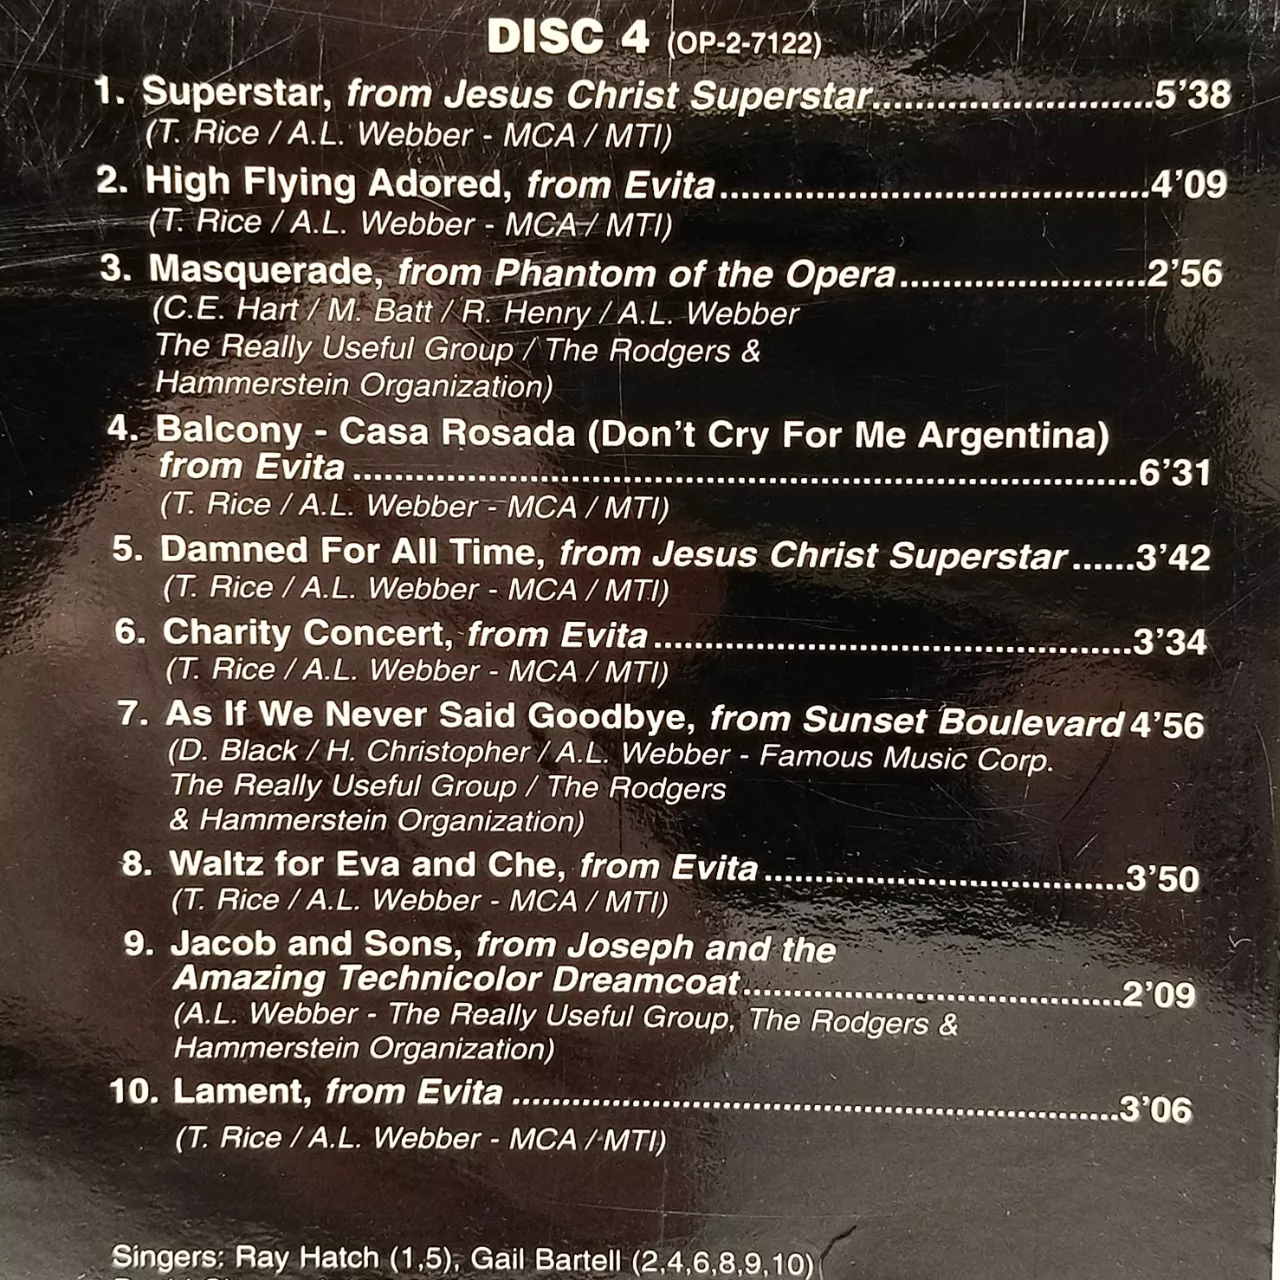 DISC 4 (OP-2-7122)
1. Superstar, from Jesus Christ Superstar..........................5'38
(T. Rice / A.L. Webber - MCA / MTI)
2. High Flying Adored, from Evita........................................4'09
(T. Rice / A.L. Webber - MCA / MTI)
3. Masquerade, from Phantom of the Opera.......................2'56
(C.E. Hart / M. Batt / R. Henry / A.L. Webber
The Really Useful Group / The Rodgers &
Hammerstein Organization)
4. Balcony - Casa Rosada (Don't Cry For Me Argentina)
from Evita ..........................................................................6'31
(T. Rice / A.L. Webber - MCA / MTI)
5. Damned For All Time, from Jesus Christ Superstar ......3'42
(T. Rice / A.L. Webber - MCA / MTI)
6. Charity Concert, from Evita .............................................3'34
(T. Rice / A.L. Webber - MCA / MTI)
7. As If We Never Said Goodbye, from Sunset Boulevard 4'56
(D. Black / H. Christopher / A.L. Webber - Famous Music Corp.
The Really Useful Group / The Rodgers
& Hammerstein Organization)
8. Waltz for Eva and Che, from Evita ..................................3'50
(T. Rice / A.L. Webber - MCA / MTI)
9. Jacob and Sons, from Joseph and the
Amazing Technicolor Dreamcoat....................................2'09
(A.L. Webber - The Really Useful Group, The Rodgers &
Hammerstein Organization)
10. Lament, from Evita .........................................................3'06
(T. Rice / A.L. Webber - MCA / MTI)
Singers: Ray Hatch (1,5), Gail Bartell (2,4,6,8,9,10)